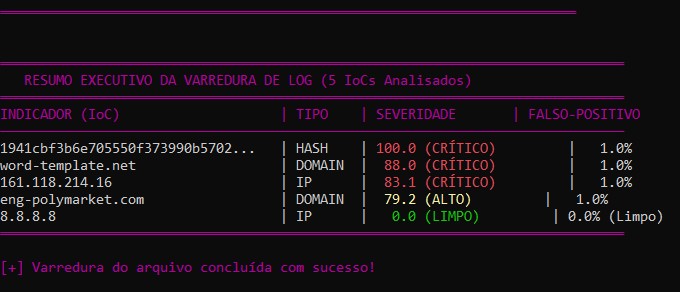 RESUMO EXECUTIVO DA VARREDURA DE LOG (5 IoCs Analisados)
INDICADOR (IoC) | TIPO | SEVERIDADE | FALSO-POSITIVO
1941cbf3b6e705550f373990b5702... | HASH | 100.0 (CRÍTICO) | 1.0%
word-template.net | DOMAIN | 88.0 (CRÍTICO) | 1.0%
161.118.214.16 | IP | 83.1 (CRÍTICO) | 1.0%
eng-polymarket.com | DOMAIN | 79.2 (ALTO) | 1.0%
8.8.8.8 | IP | 0.0 (LIMPO) | 0.0% (Limpo)
[+] Varredura do arquivo concluída com sucesso!